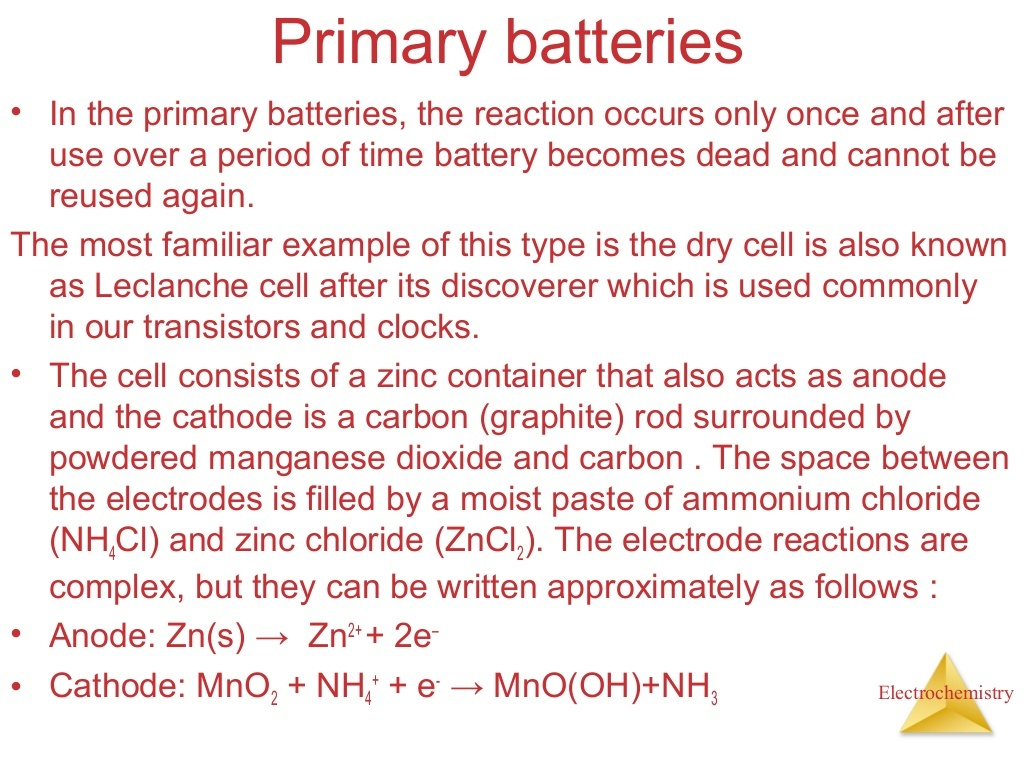 Primary batteries
• In the primary batteries, the reaction occurs only once and after
use over a period of time battery becomes dead and cannot be
reused again.
The most familiar example of this type is the dry cell is also known
as Leclanche cell after its discoverer which is used commonly
in our transistors and clocks.
• The cell consists of a zinc container that also acts as anode
and the cathode is a carbon (graphite) rod surrounded by
powdered manganese dioxide and carbon . The space between
the electrodes is filled by a moist paste of ammonium chloride
(NH₄Cl) and zinc chloride (ZnCl₂). The electrode reactions are
complex, but they can be written approximately as follows :
• Anode: Zn(s) → Zn²⁺ + 2e⁻
• Cathode: MnO₂ + NH₄⁺ + e⁻ → MnO(OH)+NH₃
Electrochemistry